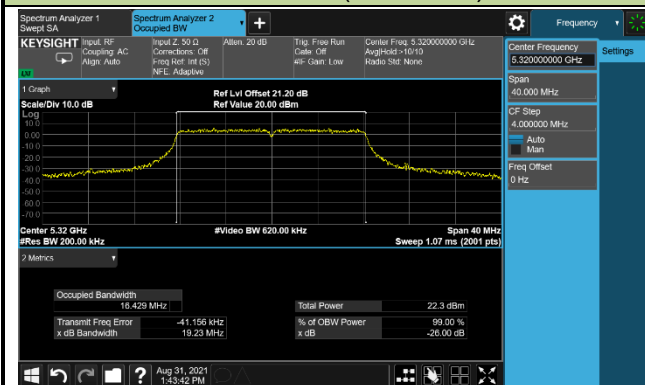 Spectrum Analyzer 1
Swept SA
Spectrum Analyzer 2
Occupied BW
+
Frequency
KEYSIGHT
Input: RF
Coupling: AC
Align: Auto
Input Z: 50 Ω
Corrections: Off
Freq Ref: Int (S)
NFE: Adaptive
Atten: 20 dB
Trig: Free Run
Gate: Off
#IF Gain: Low
Center Freq: 5.320000000 GHz
Avg|Hold:>10/10
Radio Std: None
LXI
Center Frequency
5.320000000 GHz
Settings
Span
40.000 MHz
CF Step
4.000000 MHz
Auto
Man
Freq Offset
0 Hz
1 Graph
Scale/Div 10.0 dB
Ref Lvl Offset 21.20 dB
Ref Value 20.00 dBm
Log
10.0
0.00
-10.0
-20.0
-30.0
-40.0
-50.0
-60.0
-70.0
Center 5.32 GHz
#Res BW 200.00 kHz
#Video BW 620.00 kHz
Span 40 MHz
Sweep 1.07 ms (2001 pts)
2 Metrics
Occupied Bandwidth
16.429 MHz
Total Power 22.3 dBm
Transmit Freq Error -41.156 kHz
% of OBW Power 99.00 %
x dB Bandwidth 19.23 MHz
x dB -26.00 dB
?
Aug 31, 2021
1:43:42 PM